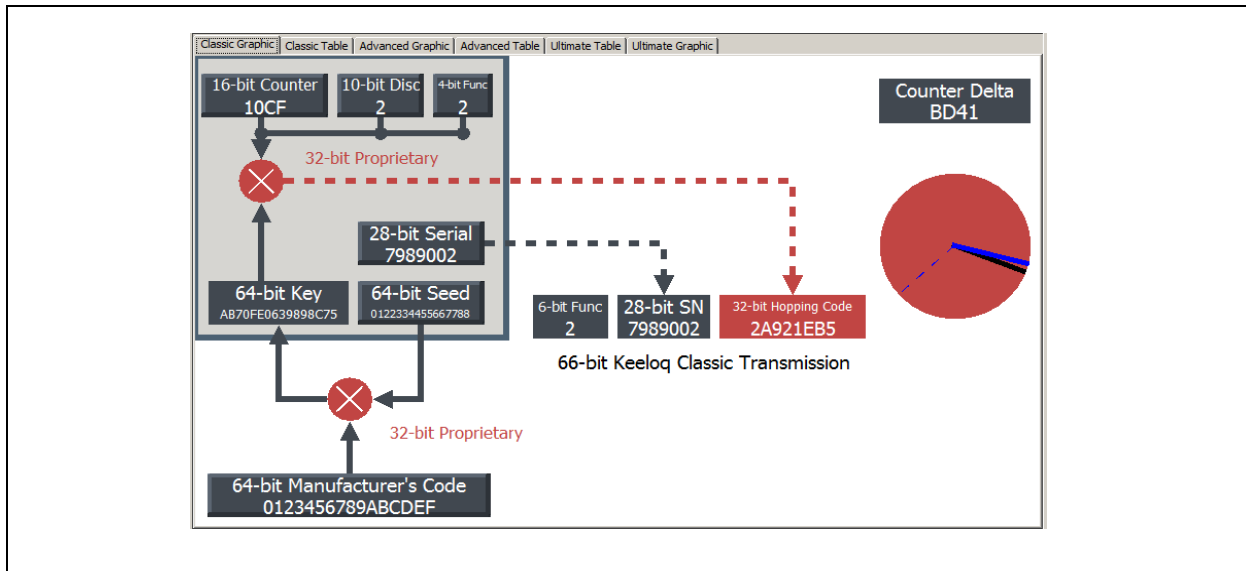 Classic Graphic
Classic Table
Advanced Graphic
Advanced Table
Ultimate Table
Ultimate Graphic
16-bit Counter
10CF
10-bit Disc
2
4-bit Func
2
Counter Delta
BD41
32-bit Proprietary
28-bit Serial
7989002
64-bit Key
AB70FE0639898C75
64-bit Seed
0122334455667788
6-bit Func
2
28-bit SN
7989002
32-bit Hopping Code
2A921EB5
66-bit Keeloq Classic Transmission
32-bit Proprietary
64-bit Manufacturer's Code
0123456789ABCDEF